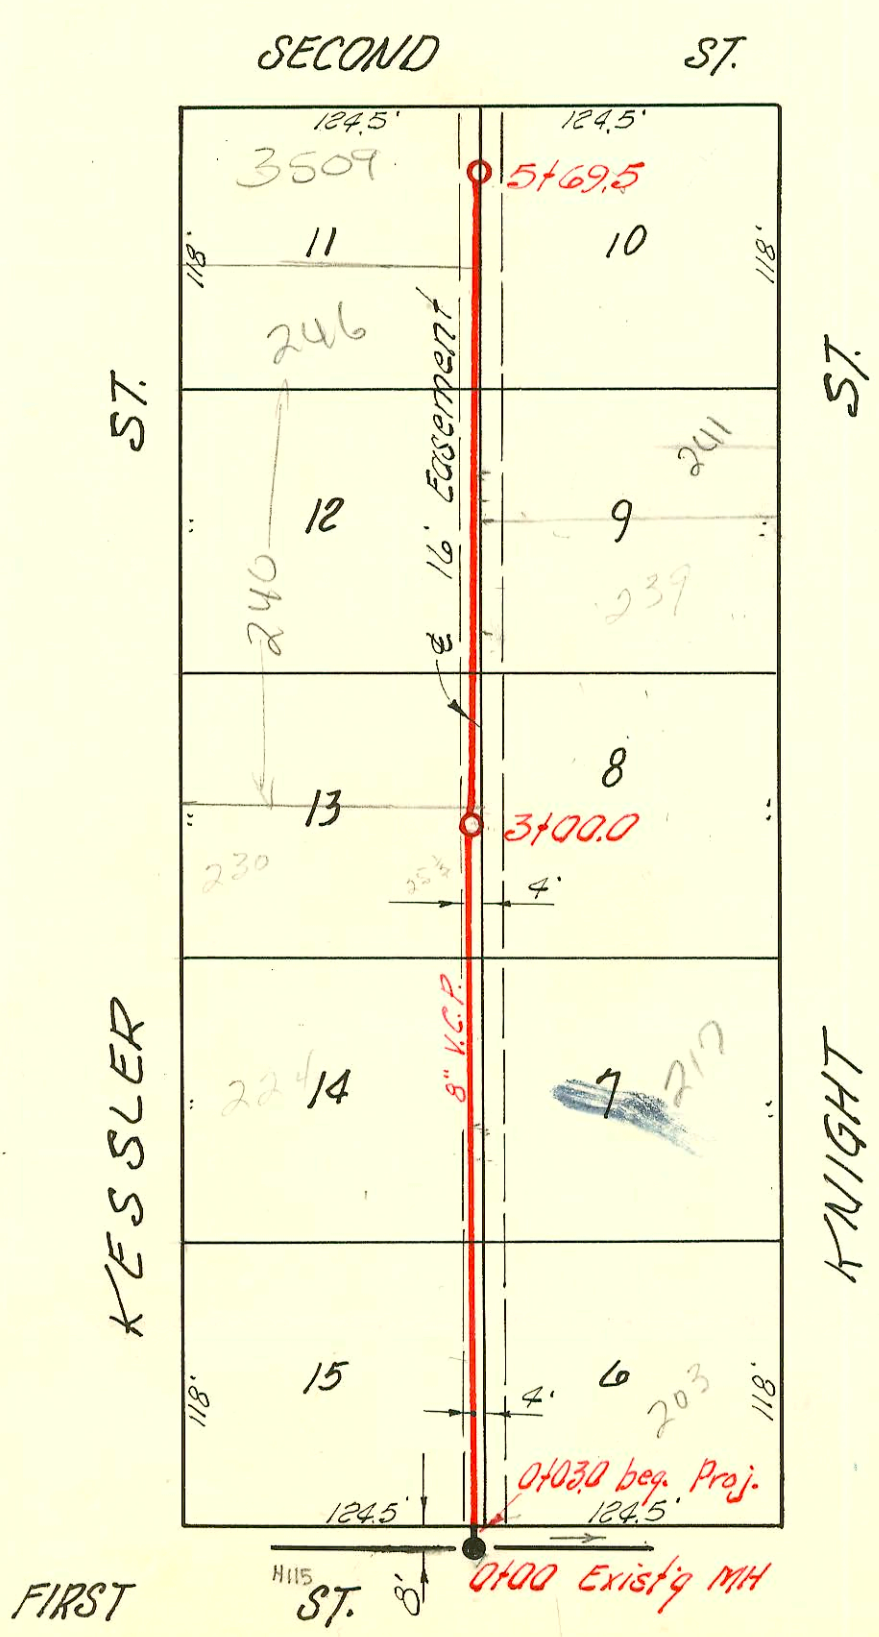 SECOND ST.
124.5' 124.5'
3509
5+69.5
11 10
118' 118'
246
ST. ST.
℄ 16' Easement
241
12 9
240
239
8
13
3+00.0
230
25½
4'
8" V.C.P.
KESSLER
KNIGHT
224
14 7
217
15 6
203
118' 118'
4'
0+03.0 beg. Proj.
124.5' 124.5'
H115
0+00 Exist'g MH
FIRST ST.
8'